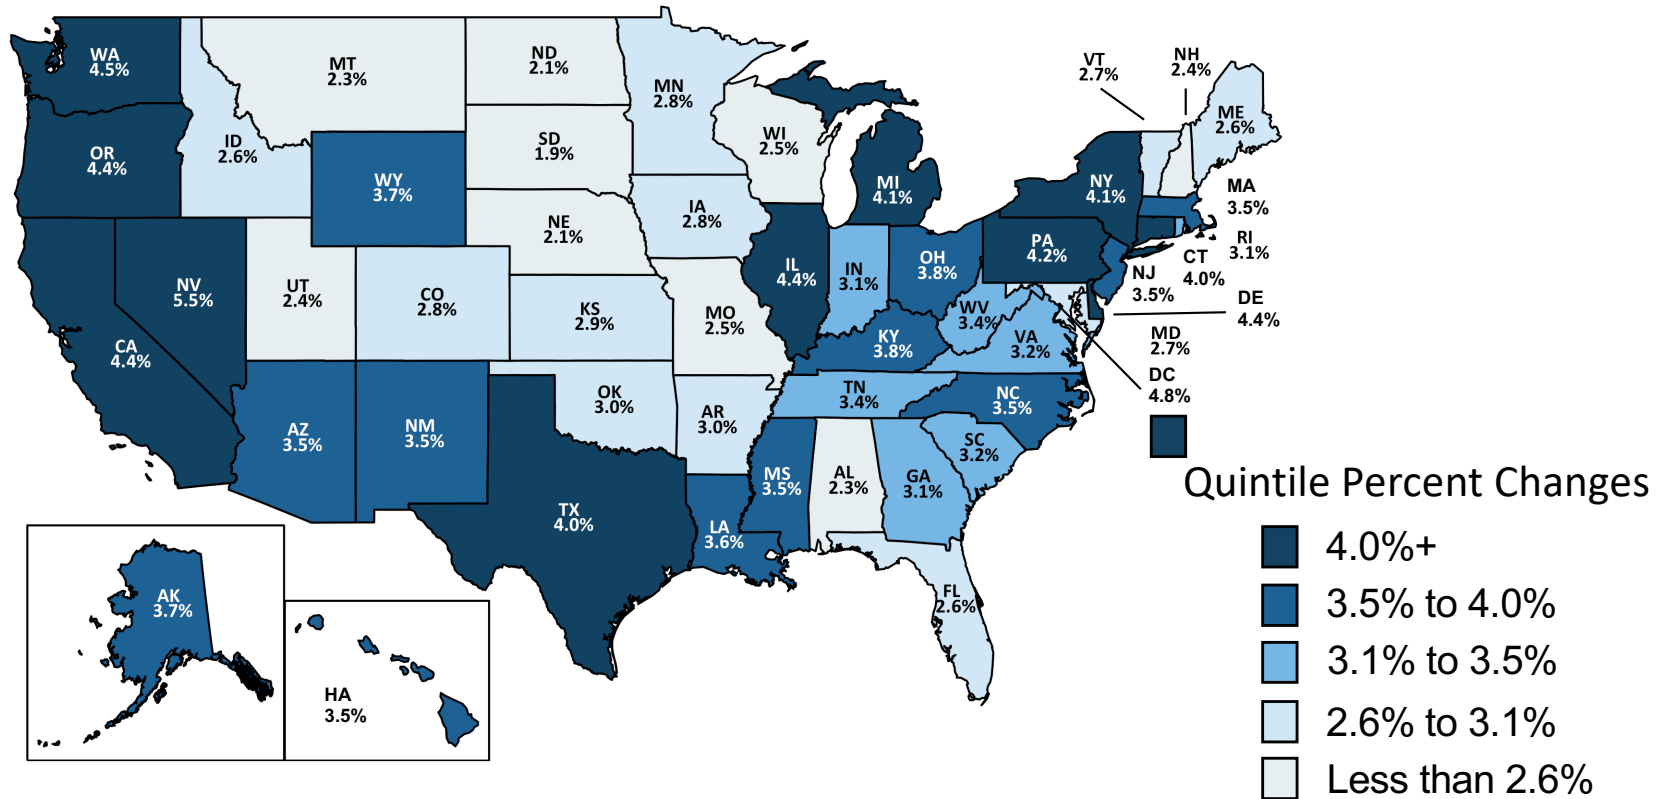 WA
4.5%
MT
2.3%
ND
2.1%
MN
2.8%
VT
2.7%
NH
2.4%
ME
2.6%
OR
4.4%
ID
2.6%
SD
1.9%
WI
2.5%
WY
3.7%
MI
4.1%
NY
4.1%
MA
3.5%
NE
2.1%
IA
2.8%
RI
3.1%
PA
4.2%
CT
4.0%
NJ
3.5%
NV
5.5%
UT
2.4%
CO
2.8%
IL
4.4%
IN
3.1%
OH
3.8%
DE
4.4%
KS
2.9%
MO
2.5%
WV
3.4%
MD
2.7%
CA
4.4%
KY
3.8%
VA
3.2%
DC
4.8%
OK
3.0%
AR
3.0%
TN
3.4%
NC
3.5%
AZ
3.5%
NM
3.5%
SC
3.2%
MS
3.5%
AL
2.3%
GA
3.1%
TX
4.0%
LA
3.6%
FL
2.6%
AK
3.7%
HA
3.5%
Quintile Percent Changes
4.0%+
3.5% to 4.0%
3.1% to 3.5%
2.6% to 3.1%
Less than 2.6%